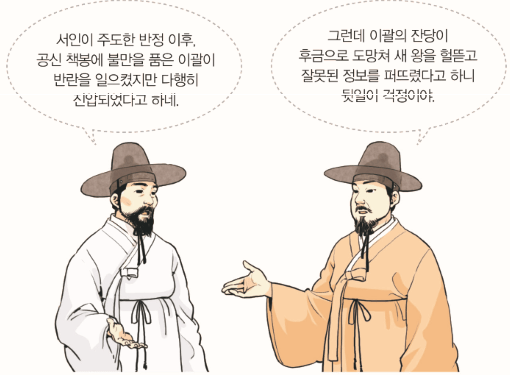 서인이 주도한 반정 이후,
공신 책봉에 불만을 품은 이괄이
반란을 일으켰지만 다행히
진압되었다고 하네.
그런데 이괄의 잔당이
후금으로 도망쳐 새 왕을 헐뜯고
잘못된 정보를 퍼뜨렸다고 하니
뒷일이 걱정이야.